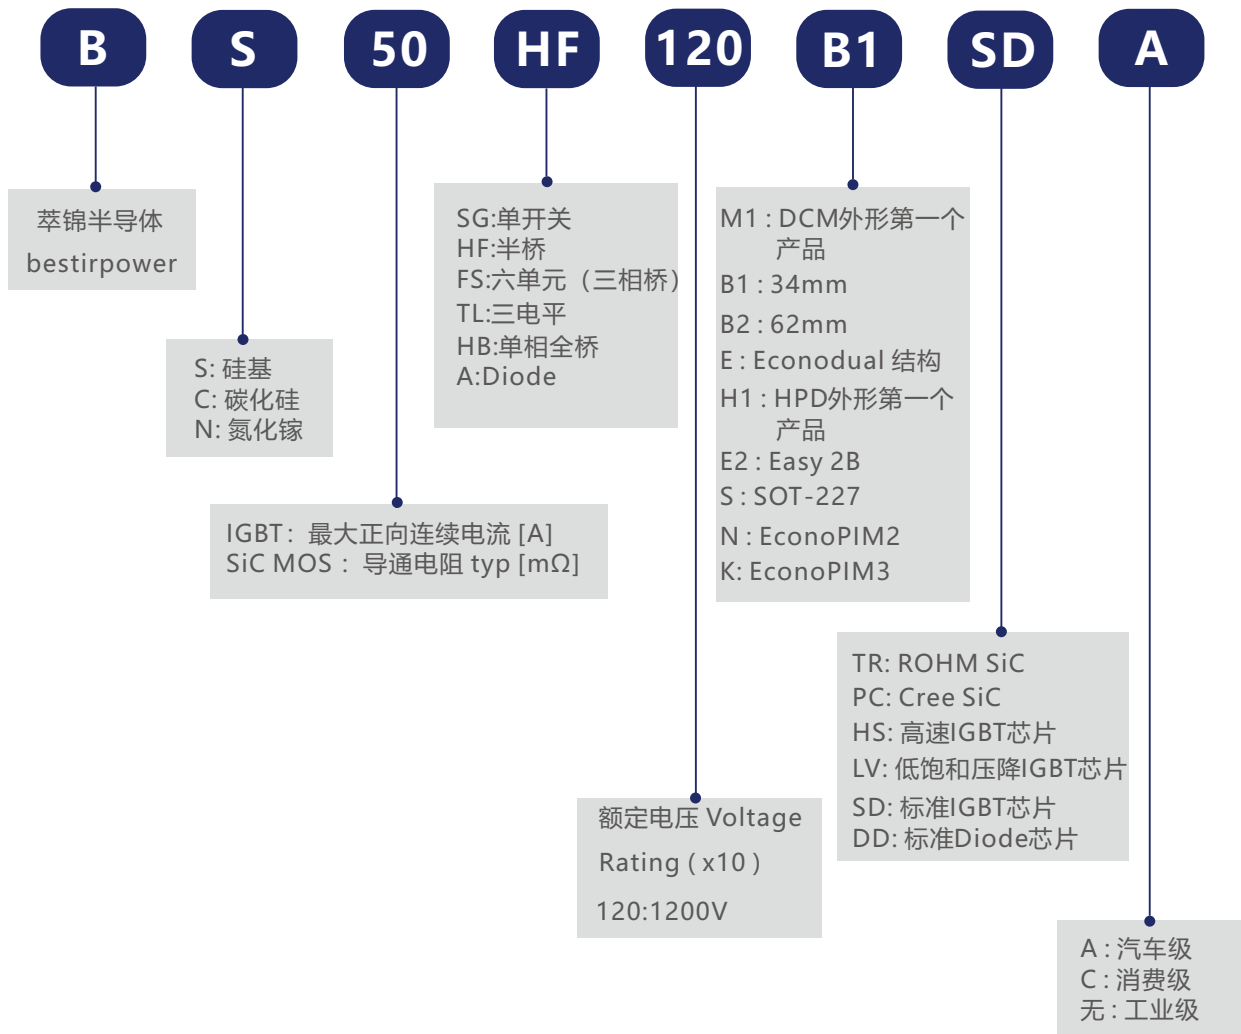 B S 50 HF 120 B1 SD A
萃锦半导体
bestirpower
S: 硅基
C: 碳化硅
N: 氮化镓
IGBT：最大正向连续电流 [A]
SiC MOS：导通电阻 typ [mΩ]
SG:单开关
HF:半桥
FS:六单元（三相桥）
TL:三电平
HB:单相全桥
A:Diode
额定电压 Voltage
Rating ( x10 )
120:1200V
M1 : DCM外形第一个
产品
B1 : 34mm
B2 : 62mm
E : Econodual 结构
H1 : HPD外形第一个
产品
E2 : Easy 2B
S : SOT-227
N : EconoPIM2
K: EconoPIM3
TR: ROHM SiC
PC: Cree SiC
HS: 高速IGBT芯片
LV: 低饱和压降IGBT芯片
SD: 标准IGBT芯片
DD: 标准Diode芯片
A : 汽车级
C : 消费级
无 : 工业级